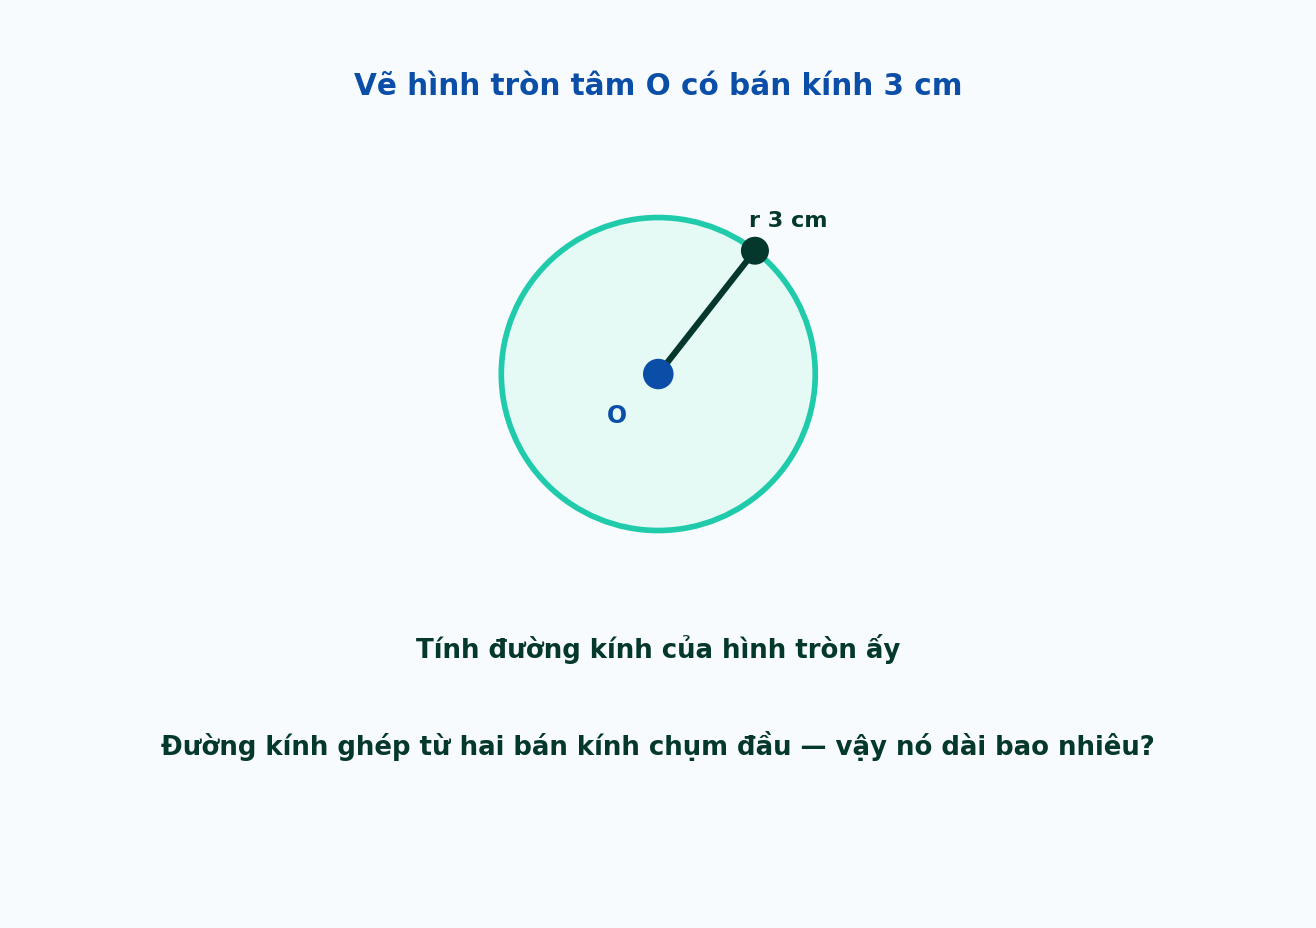 Vẽ hình tròn tâm O có bán kính 3 cm
r 3 cm
O
Tính đường kính của hình tròn ấy
Đường kính ghép từ hai bán kính chụm đầu — vậy nó dài bao nhiêu?